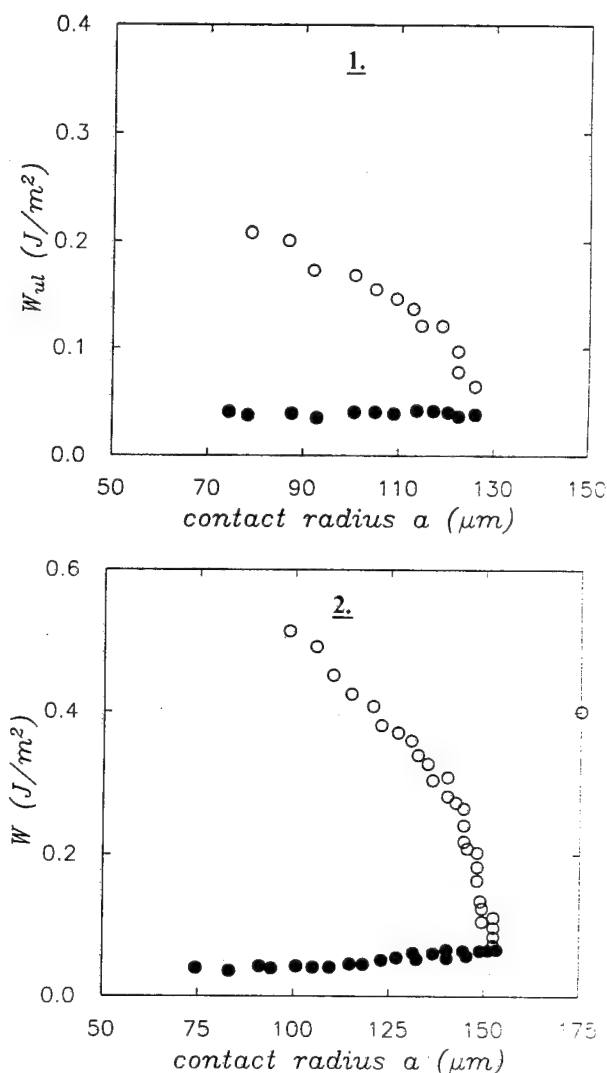 0.4
1.
0.3
W_ul (J/m²)
0.2
0.1
0.0
50 70 90 110 130 150
contact radius a (μm)
0.6
2.
0.4
W (J/m²)
0.2
0.0
50 75 100 125 150 175
contact radius a (μm)